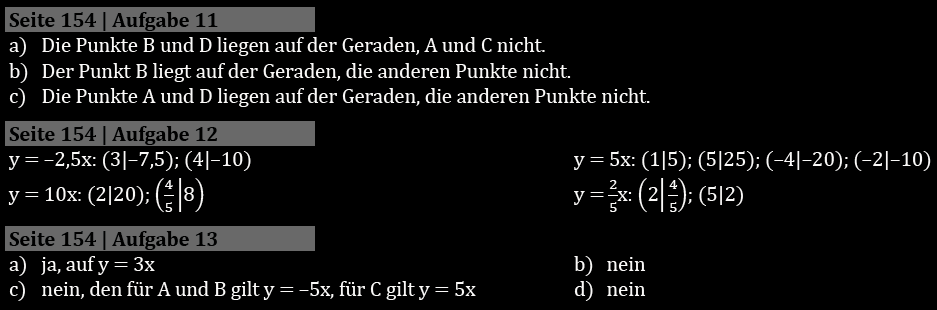 Seite 154 | Aufgabe 11
a) Die Punkte B und D liegen auf der Geraden, A und C nicht.
b) Der Punkt B liegt auf der Geraden, die anderen Punkte nicht.
c) Die Punkte A und D liegen auf der Geraden, die anderen Punkte nicht.
Seite 154 | Aufgabe 12
y = –2,5x: (3|–7,5); (4|–10) y = 5x: (1|5); (5|25); (–4|–20); (–2|–10)
y = 10x: (2|20); (4/5|8) y = 2/5x: (2|4/5); (5|2)
Seite 154 | Aufgabe 13
a) ja, auf y = 3x b) nein
c) nein, den für A und B gilt y = –5x, für C gilt y = 5x d) nein